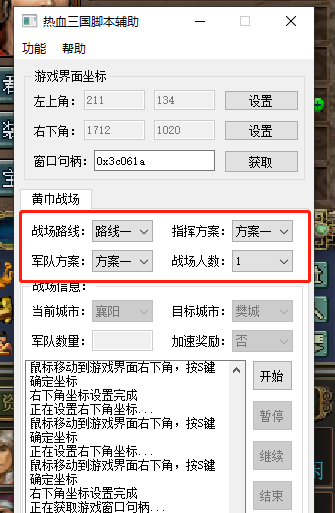 热血三国脚本辅助
功能 帮助
游戏界面坐标
左上角： 211 134 设置
右下角： 1712 1020 设置
窗口句柄： 0x3c061a 获取
黄巾战场
战场路线： 路线一 指挥方案： 方案一
军队方案： 方案一 战场人数： 1
战场信息：
当前城市： 襄阳 目标城市： 樊城
军队数量： 加速奖励： 否
鼠标移动到游戏界面右下角，按S键
确定坐标
右下角坐标设置完成
正在设置右下角坐标...
鼠标移动到游戏界面右下角，按S键
确定坐标
正在设置右下角坐标...
鼠标移动到游戏界面右下角，按S键
确定坐标
右下角坐标设置完成
正在获取游戏窗口句柄...
开始
暂停
继续
结束